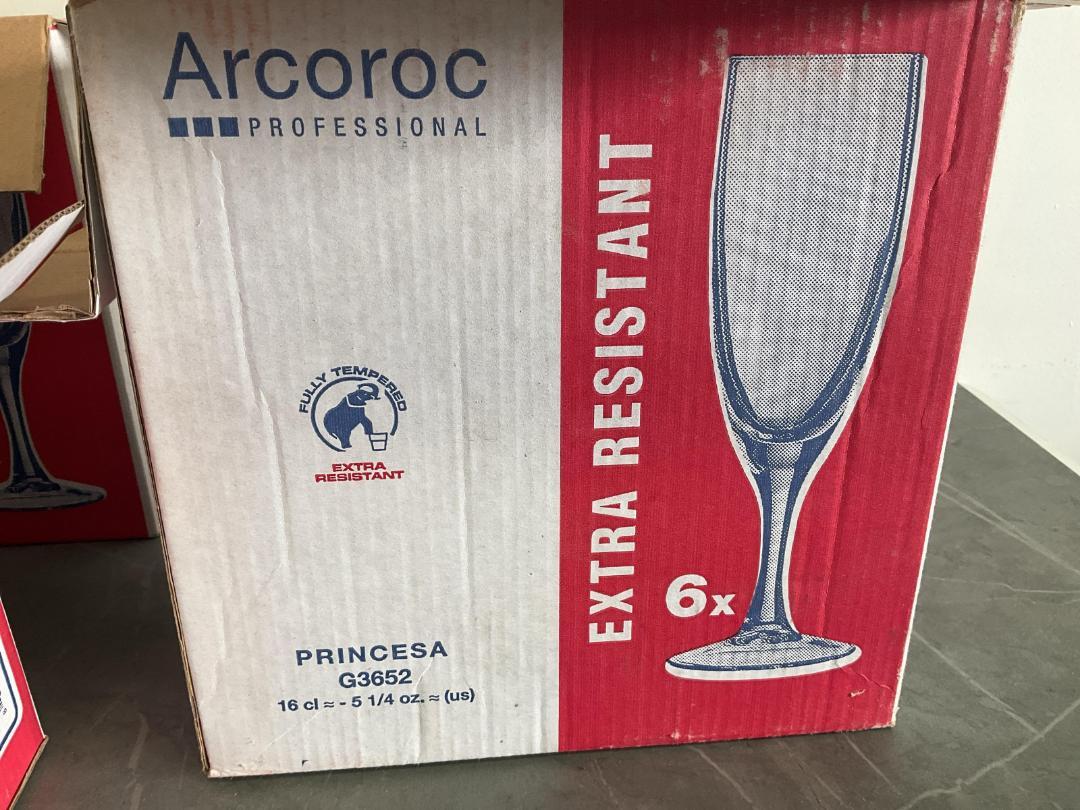 Arcoroc
PROFESSIONAL
EXTRA RESISTANT
FULLY TEMPERED
EXTRA
RESISTANT
6x
PRINCESA
G3652
16 cl ≈ - 5 1/4 oz. ≈ (us)